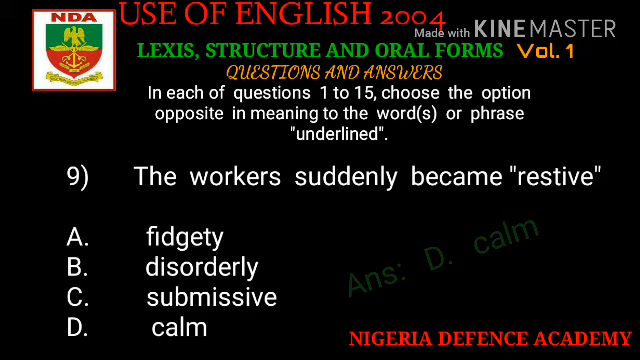 USE OF ENGLISH 2004
Made with KINEMASTER
NDA
LEXIS, STRUCTURE AND ORAL FORMS Vol. 1
QUESTIONS AND ANSWERS
In each of questions 1 to 15, choose the option
opposite in meaning to the word(s) or phrase
"underlined".
9) The workers suddenly became "restive"
A. fidgety
B. disorderly
C. submissive
D. calm
Ans: D. calm
NIGERIA DEFENCE ACADEMY